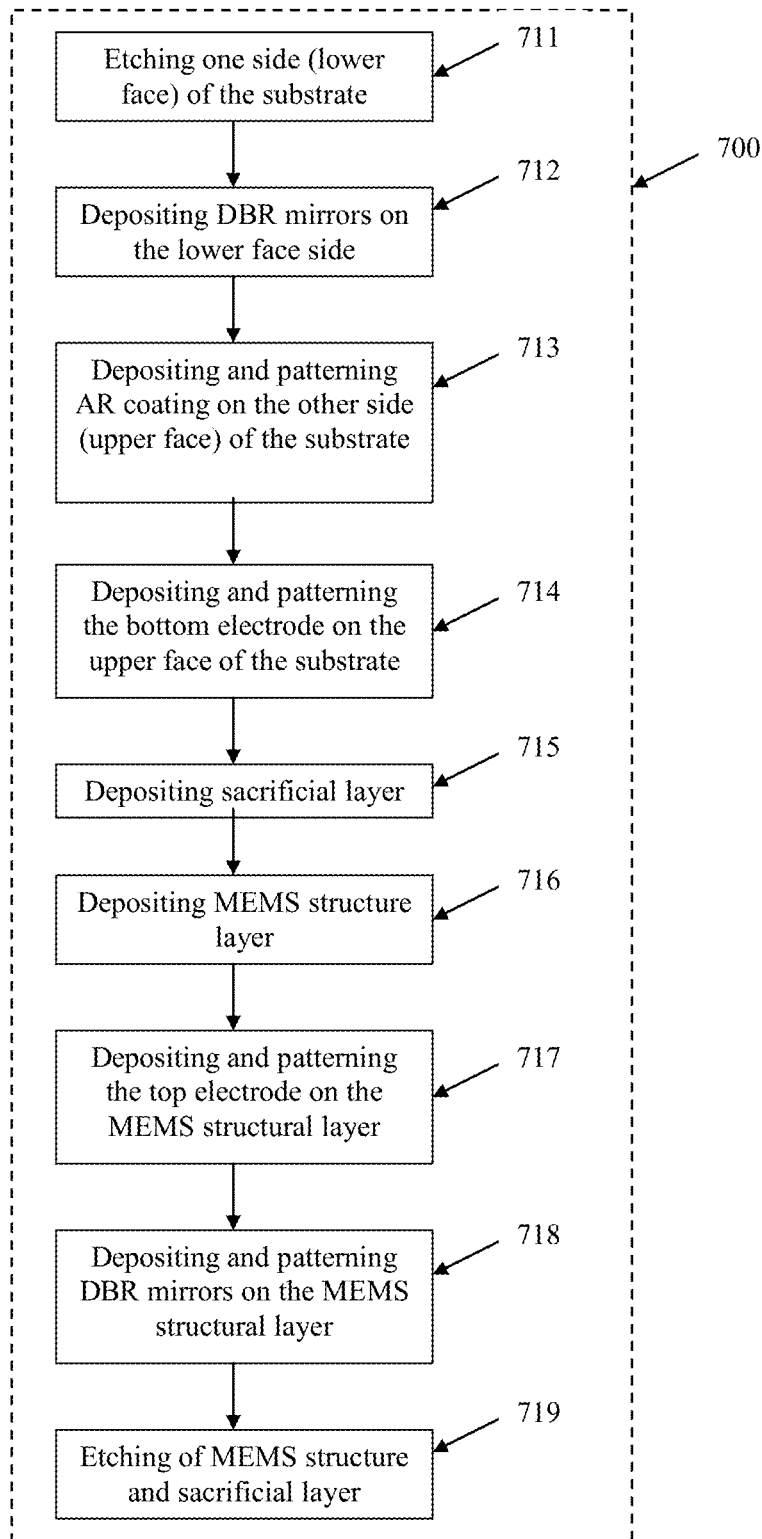 Etching one side (lower
face) of the substrate
711
700
Depositing DBR mirrors on
the lower face side
712
Depositing and patterning
AR coating on the other side
(upper face) of the substrate
713
Depositing and patterning
the bottom electrode on the
upper face of the substrate
714
Depositing sacrificial layer
715
Depositing MEMS structure
layer
716
Depositing and patterning
the top electrode on the
MEMS structural layer
717
Depositing and patterning
DBR mirrors on the MEMS
structural layer
718
Etching of MEMS structure
and sacrificial layer
719